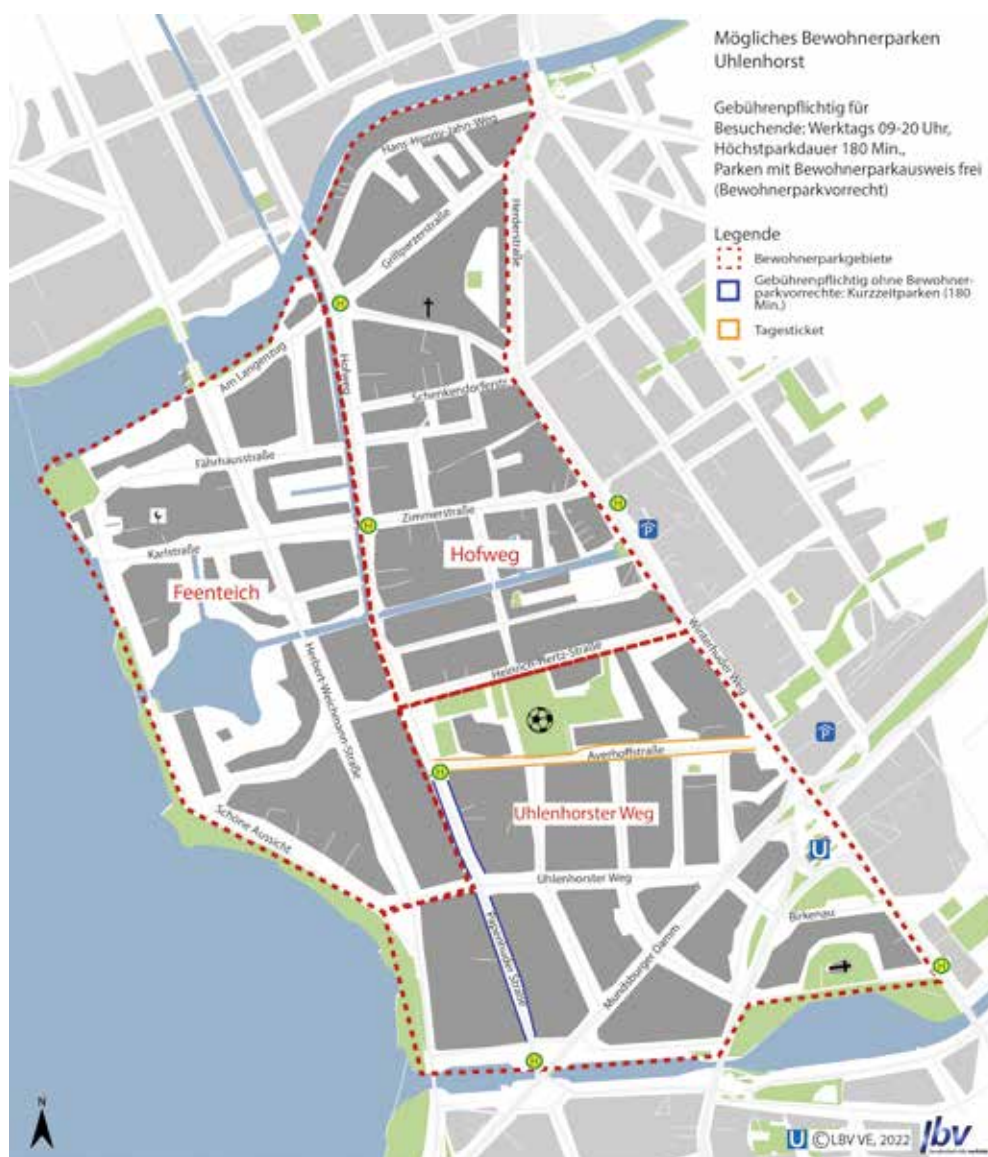 Mögliches Bewohnerparken
Uhlenhorst
Gebührenpflichtig für
Besuchende: Werktags 09-20 Uhr,
Höchstparkdauer 180 Min.,
Parken mit Bewohnerparkausweis frei
(Bewohnerparkvorrecht)
Legende
Bewohnerparkgebiete
Gebührenpflichtig ohne Bewohner-
parkvorrechte: Kurzzeitparken (180
Min.)
Tagesticket
Hans-Henny-Jahn-Weg
Grillparzerstraße
Herderstraße
H
Am Langenzug
Hofweg
Schenkendorfstr.
Fährhausstraße
Zimmerstraße
H
H
P
Karlstraße
Hofweg
Feenteich
Herbert-Weichmann-Straße
Heinrich-Hertz-Straße
Winterhuder Weg
P
Averhoffstraße
H
Uhlenhorster Weg
Schöne Aussicht
U
Uhlenhorster Weg
Papenhuder Straße
Mundsburger Damm
Birkenau
H
H
N
U ©LBV VE, 2022 lbv